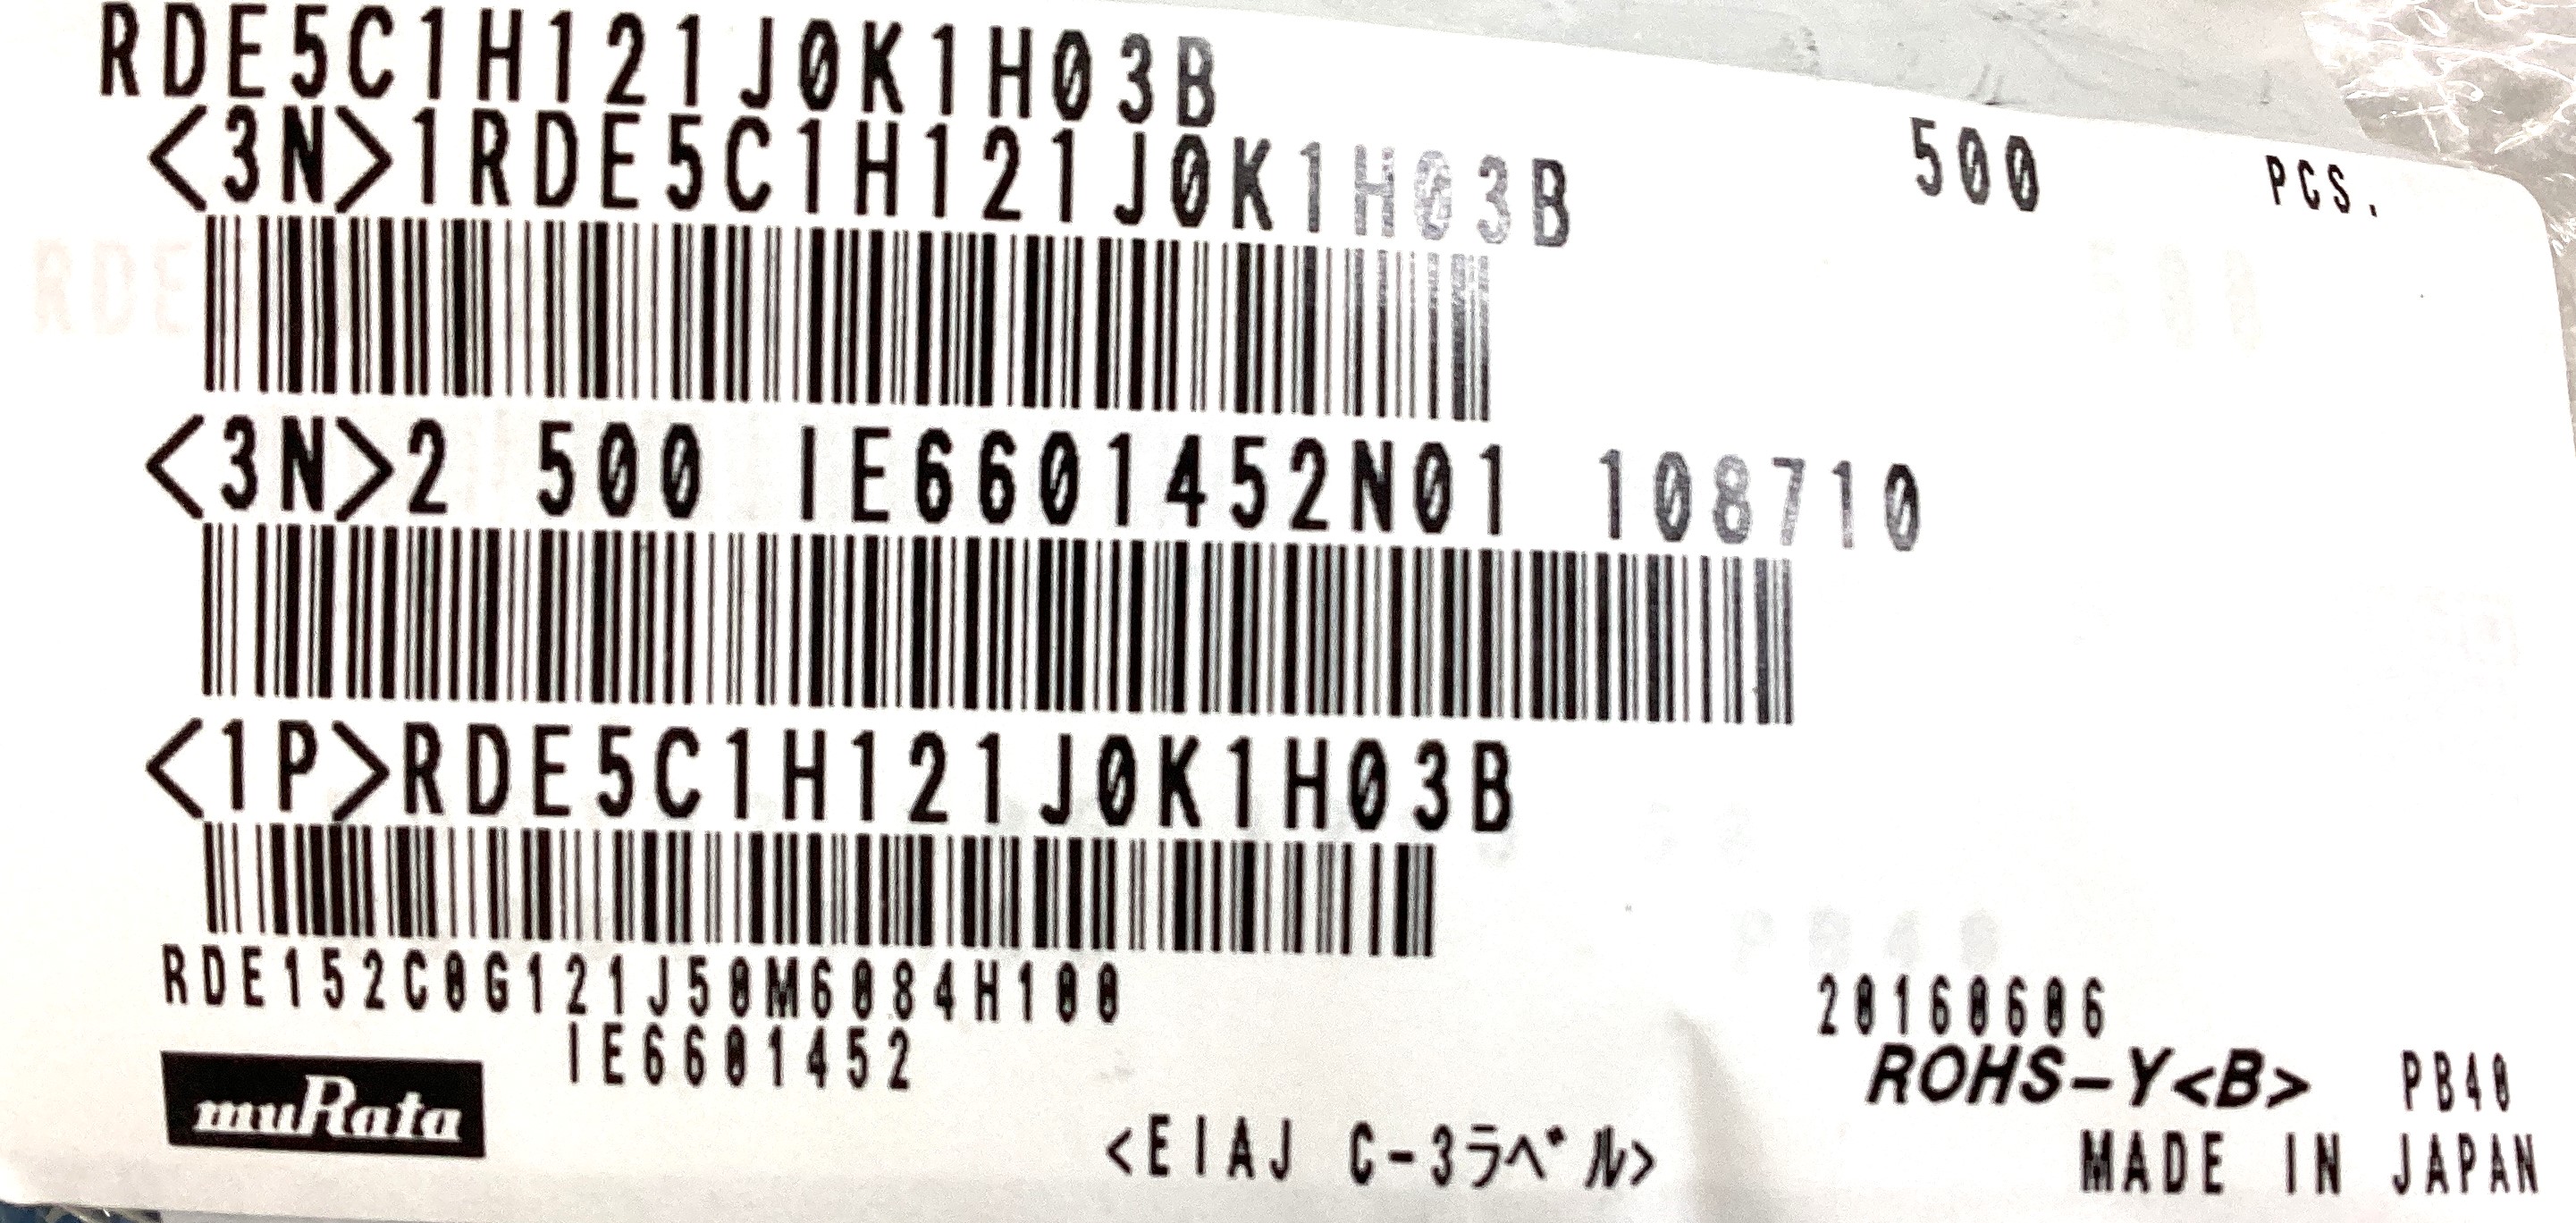 RDE5C1H121J0K1H03B
500 PCS.
<3N>1RDE5C1H121J0K1H03B
<3N>2 500 IE6601452N01 108710
<1P>RDE5C1H121J0K1H03B
RDE152C0G121J50M6084H100
20160606
IE6601452
ROHS-Y<B> PB40
muRata
<EIAJ C-3ラベル>
MADE IN JAPAN